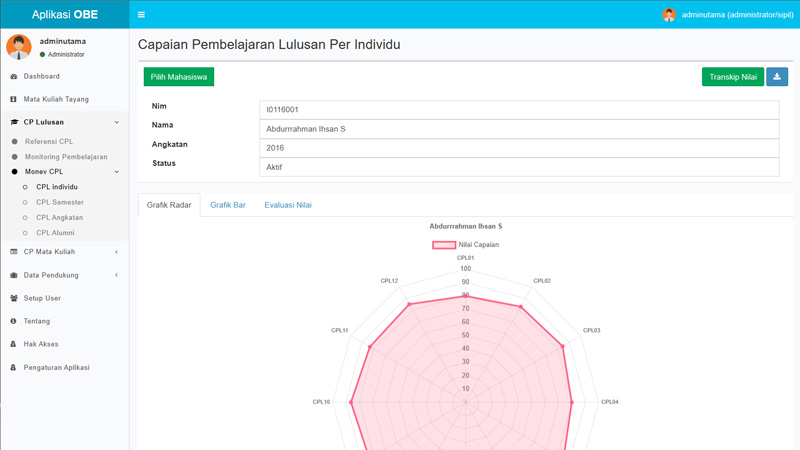 Aplikasi OBE
adminutama (administrator/sipil)
adminutama
Administrator
Dashboard
Mata Kuliah Tayang
CP Lulusan
Referensi CPL
Monitoring Pembelajaran
Monev CPL
CPL individu
CPL Semester
CPL Angkatan
CPL Alumni
CP Mata Kuliah
Data Pendukung
Setup User
Tentang
Hak Akses
Pengaturan Aplikasi
Capaian Pembelajaran Lulusan Per Individu
Pilih Mahasiswa
Transkip Nilai
Nim I0116001
Nama Abdurrrahman Ihsan S
Angkatan 2016
Status Aktif
Grafik Radar Grafik Bar Evaluasi Nilai
Abdurrrahman Ihsan S
Nilai Capaian
CPL01
100
CPL12 90 CPL02
80
70
60
CPL11 50 CPL03
40
30
20
10
CPL10 CPL04